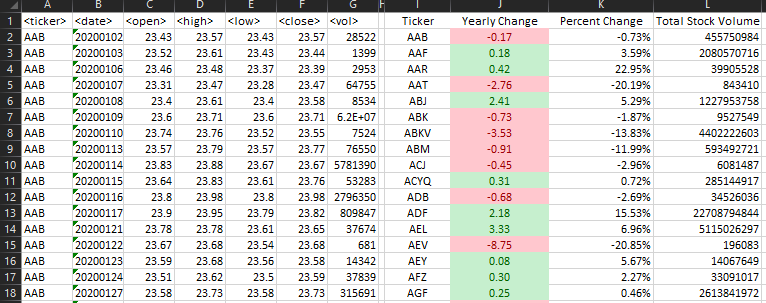 A B C D E F G H I J K L
1 <ticker> <date> <open> <high> <low> <close> <vol> Ticker Yearly Change Percent Change Total Stock Volume
2 AAB 20200102 23.43 23.57 23.43 23.57 28522 AAB -0.17 -0.73% 455750984
3 AAB 20200103 23.52 23.61 23.43 23.44 1399 AAF 0.18 3.59% 2080570716
4 AAB 20200106 23.46 23.48 23.37 23.39 2953 AAR 0.42 22.95% 39905528
5 AAB 20200107 23.31 23.47 23.28 23.47 64755 AAT -2.76 -20.19% 843410
6 AAB 20200108 23.4 23.61 23.4 23.58 8534 ABJ 2.41 5.29% 1227953758
7 AAB 20200109 23.6 23.71 23.6 23.71 6.2E+07 ABK -0.73 -1.87% 9527549
8 AAB 20200110 23.74 23.76 23.52 23.55 7524 ABKV -3.53 -13.83% 4402222603
9 AAB 20200113 23.57 23.79 23.57 23.77 76550 ABM -0.91 -11.99% 593492721
10 AAB 20200114 23.83 23.88 23.67 23.67 5781390 ACJ -0.45 -2.96% 6081487
11 AAB 20200115 23.64 23.83 23.61 23.76 53283 ACYQ 0.31 0.72% 285144917
12 AAB 20200116 23.8 23.98 23.8 23.98 2796350 ADB -0.68 -2.69% 34526036
13 AAB 20200117 23.9 23.95 23.79 23.82 809847 ADF 2.18 15.53% 22708794844
14 AAB 20200121 23.78 23.78 23.61 23.65 37674 AEL 3.33 6.96% 5115026297
15 AAB 20200122 23.67 23.68 23.54 23.68 681 AEV -8.75 -20.85% 196083
16 AAB 20200123 23.59 23.68 23.56 23.58 14342 AEY 0.08 5.67% 14067649
17 AAB 20200124 23.51 23.62 23.5 23.59 37839 AFZ 0.30 2.27% 33091017
18 AAB 20200127 23.58 23.73 23.58 23.73 315691 AGF 0.25 0.46% 2613841972